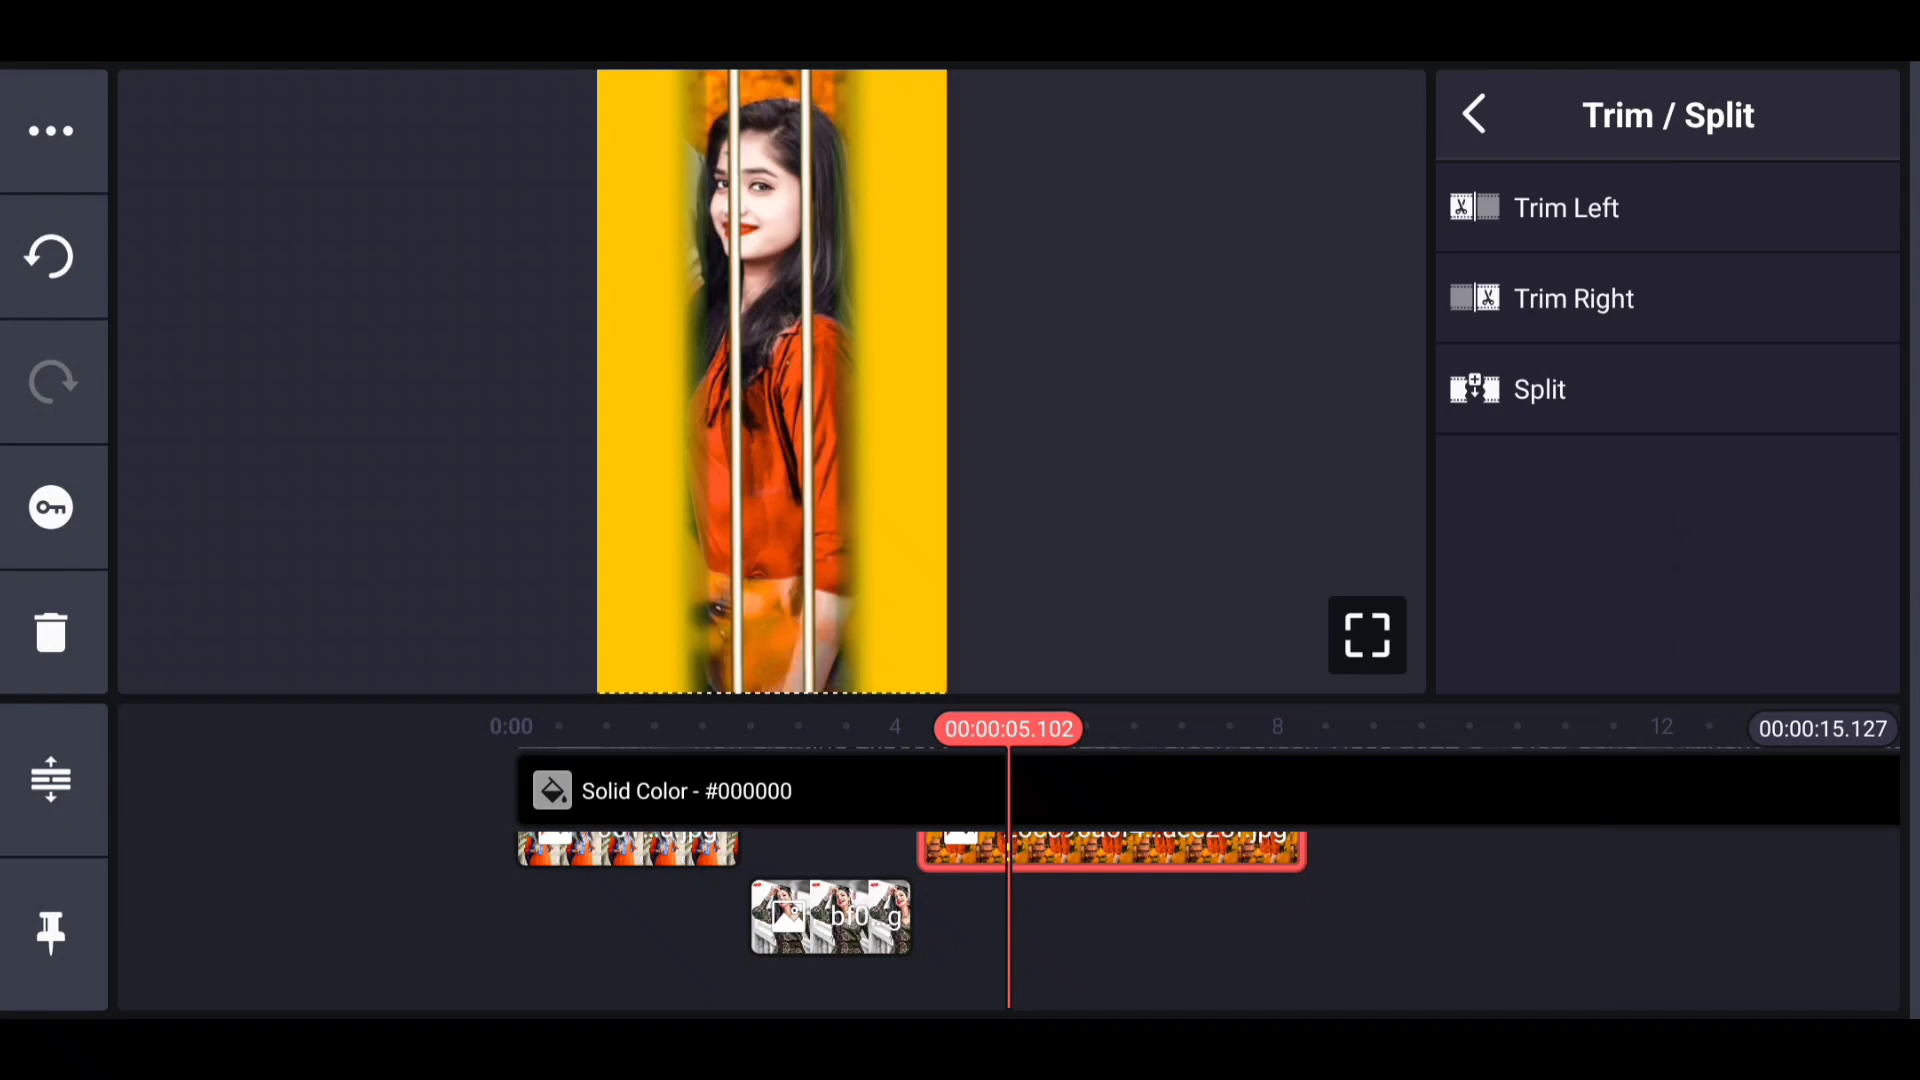 Trim / Split
Trim Left
Trim Right
Split
0:00
4
00:00:05.102
8
12
00:00:15.127
Solid Color - #000000
...bf0...g